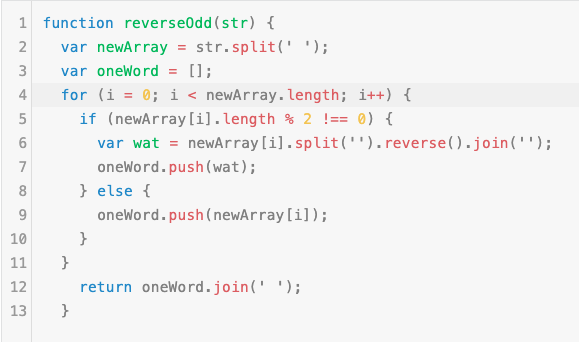 1 function reverseOdd(str) {
2   var newArray = str.split(' ');
3   var oneWord = [];
4   for (i = 0; i < newArray.length; i++) {
5     if (newArray[i].length % 2 !== 0) {
6       var wat = newArray[i].split('').reverse().join('');
7       oneWord.push(wat);
8     } else {
9       oneWord.push(newArray[i]);
10     }
11   }
12     return oneWord.join(' ');
13   }